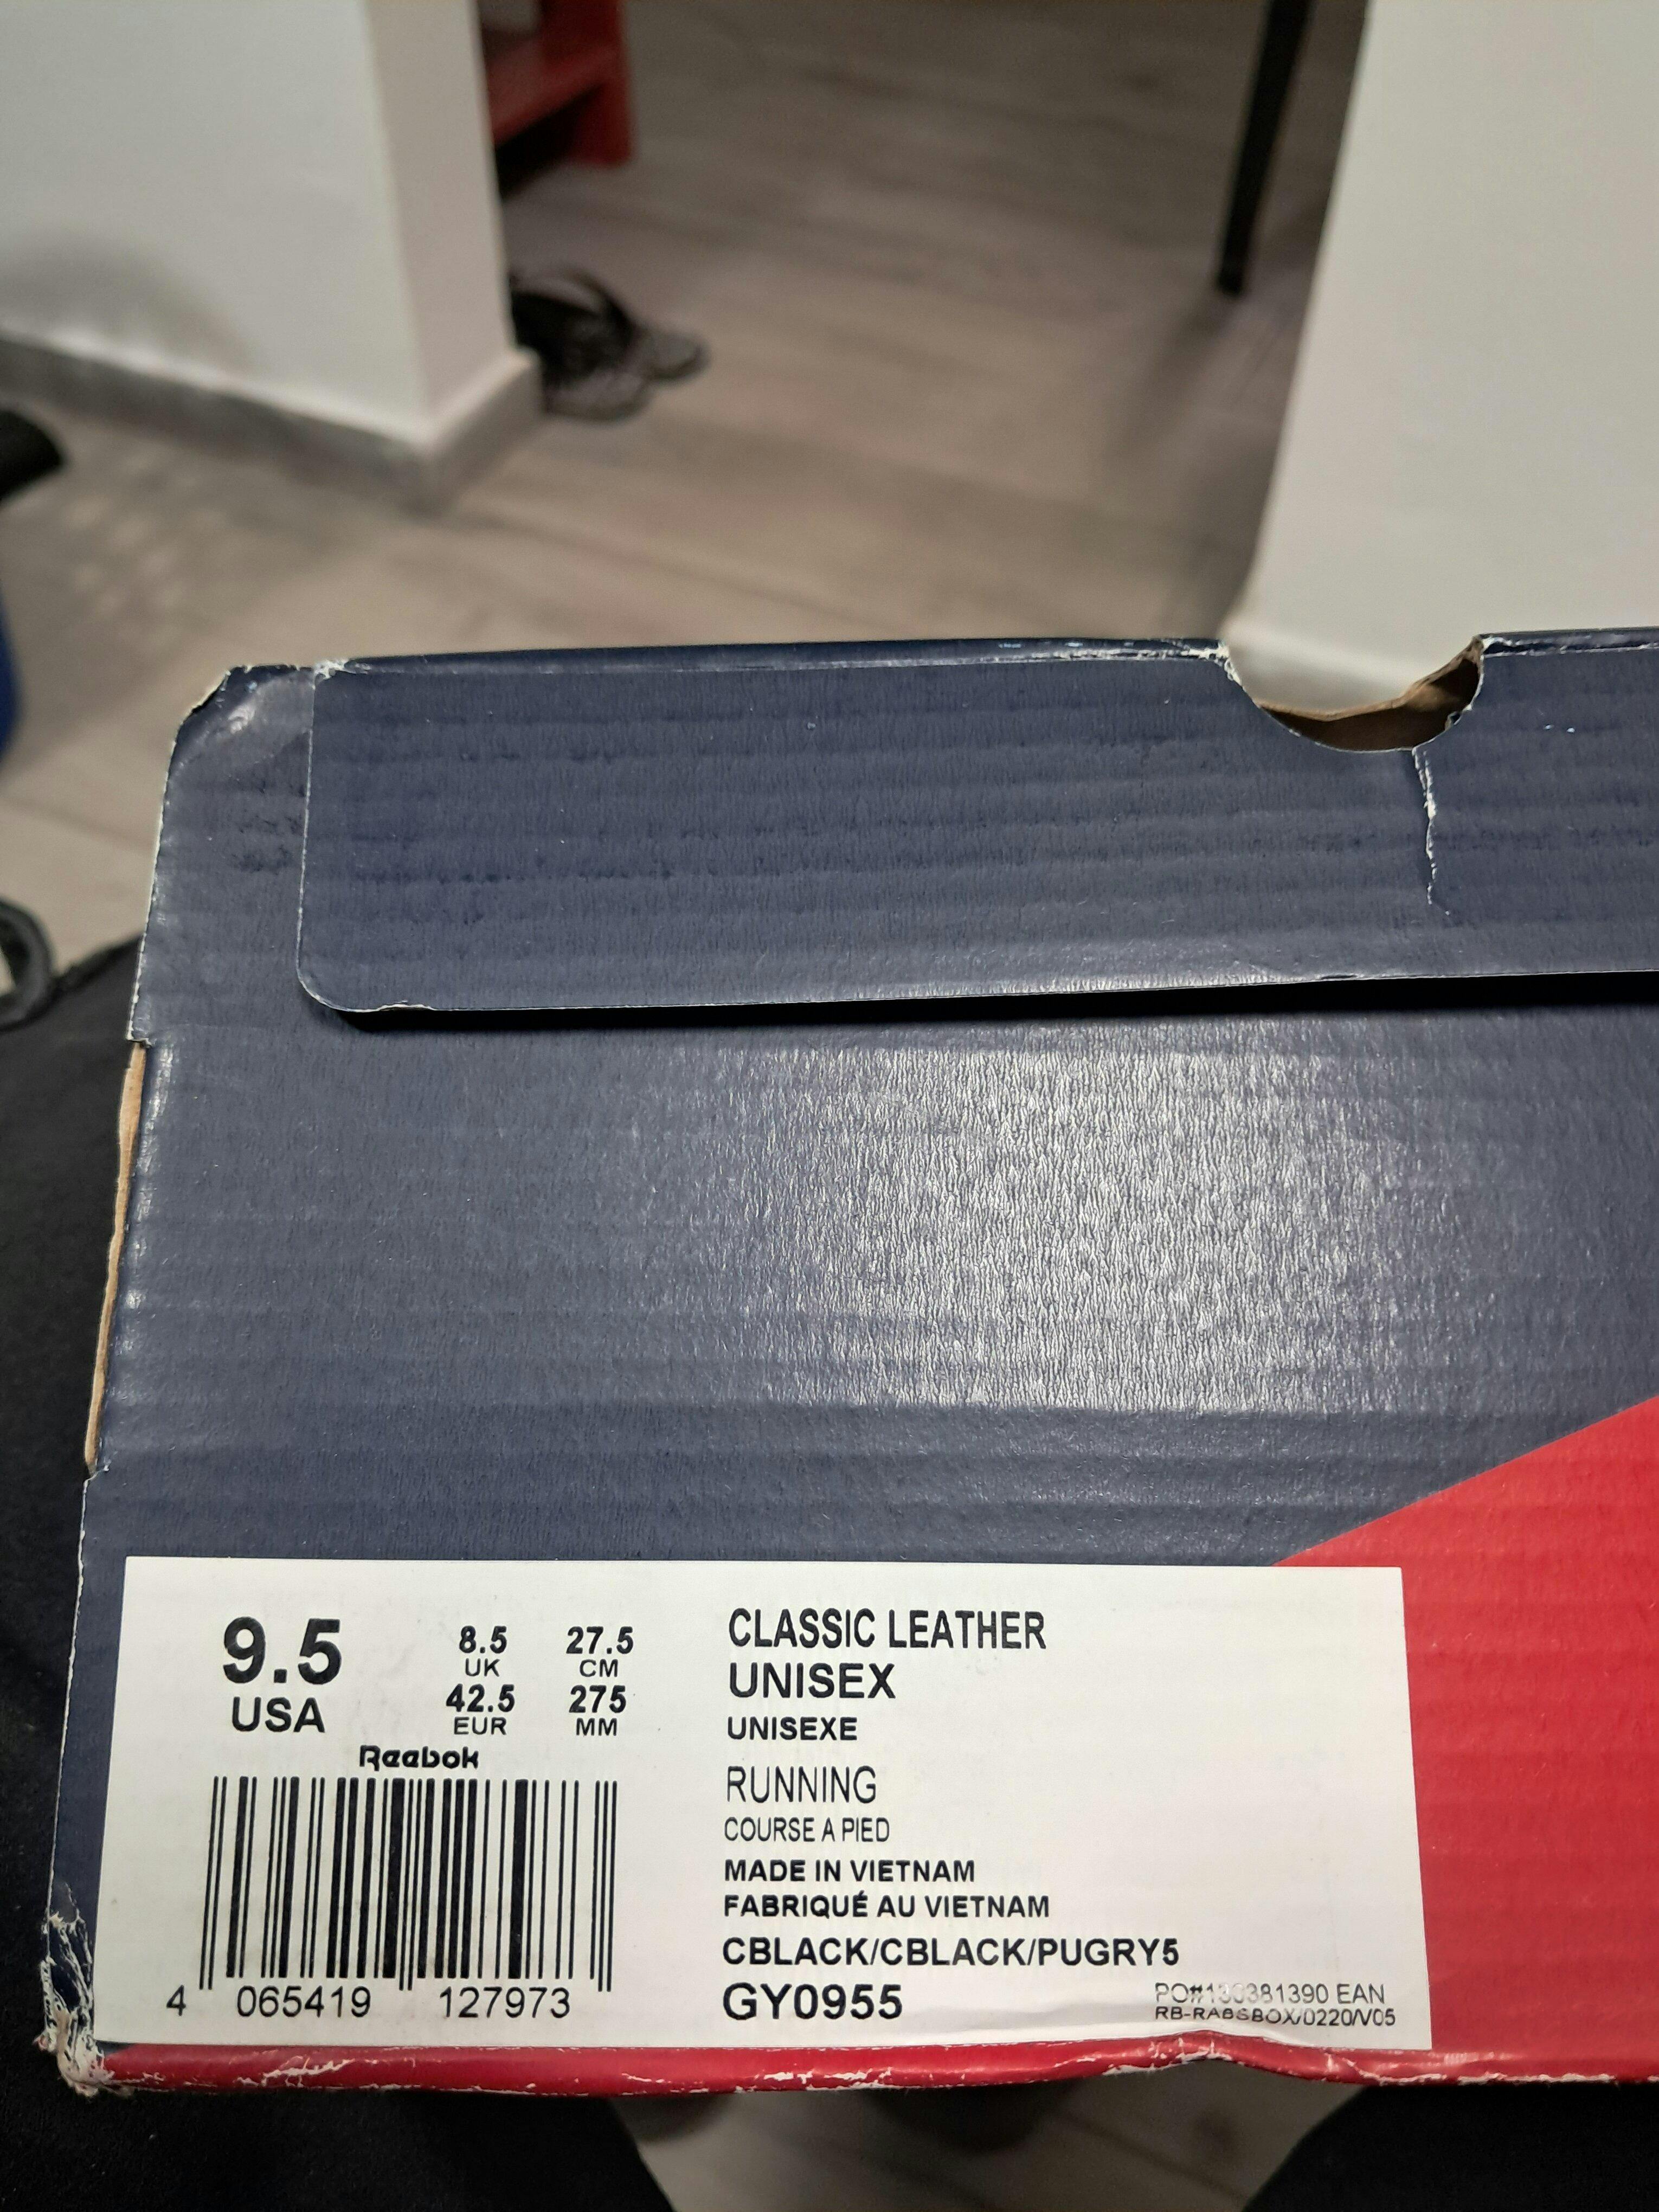 9.5
USA
8.5
UK
42.5
EUR
27.5
CM
275
MM
Reebok
4 065419 127973
CLASSIC LEATHER
UNISEX
UNISEXE
RUNNING
COURSE A PIED
MADE IN VIETNAM
FABRIQUÉ AU VIETNAM
CBLACK/CBLACK/PUGRY5
GY0955
EAN
RB-RABSBOX/0220/V05